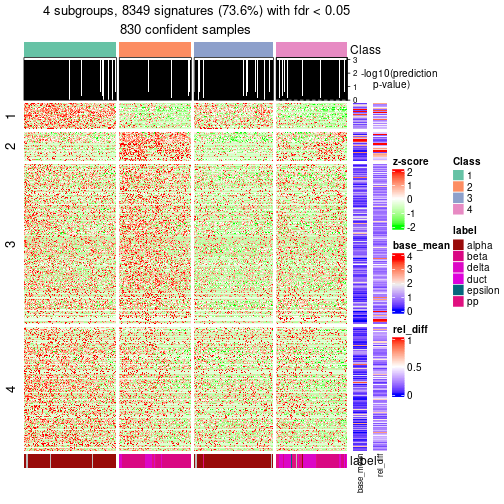 4 subgroups, 8349 signatures (73.6%) with fdr < 0.05
830 confident samples
Class
3
2
1
0
-log10(prediction
p-value)
1
2
3
4
z-score
2
1
0
-1
-2
base_mean
4
3
2
1
0
rel_diff
1
0.5
0
Class
1
2
3
4
label
alpha
beta
delta
duct
epsilon
pp
label
base_mean
rel_diff